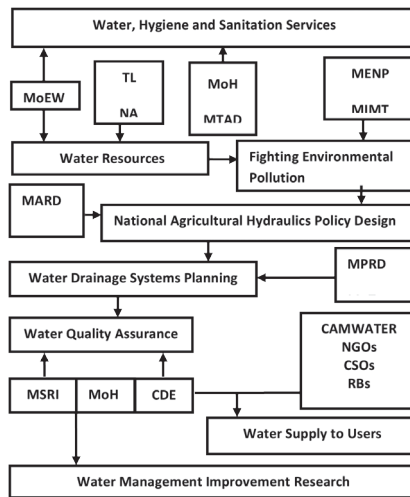 Water, Hygiene and Sanitation Services
MoEW
TL
NA
MoH
MTAD
MENP
MIMT
Water Resources
Fighting Environmental
Pollution
MARD
National Agricultural Hydraulics Policy Design
Water Drainage Systems Planning
MPRD
Water Quality Assurance
CAMWATER
NGOs
CSOs
RBs
MSRI
MoH
CDE
Water Supply to Users
Water Management Improvement Research